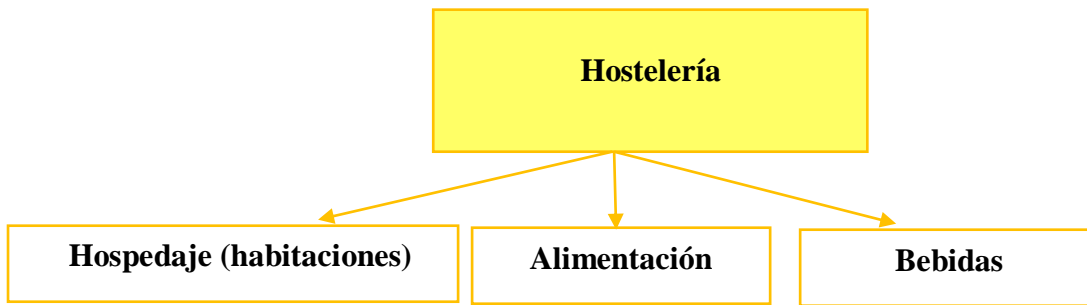 Hostelería
Hospedaje (habitaciones)
Alimentación
Bebidas